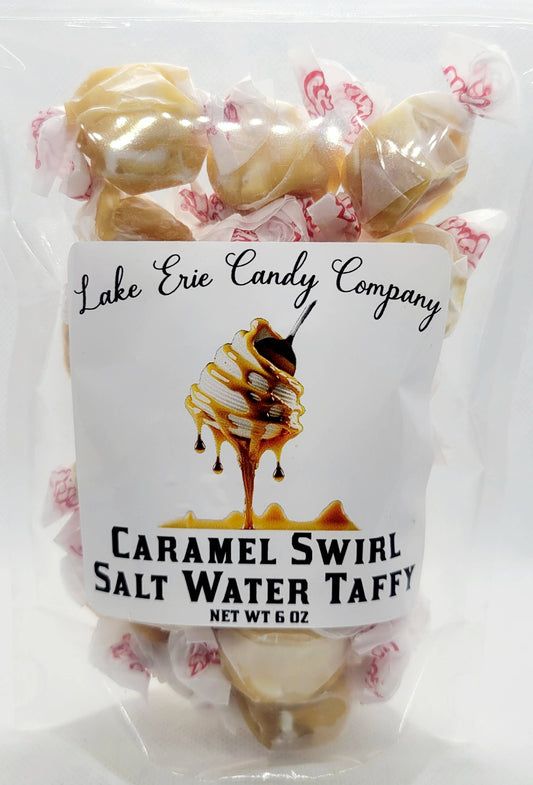 Lake Erie Candy Company
Caramel Swirl
Salt Water Taffy
Net Wt 6 oz